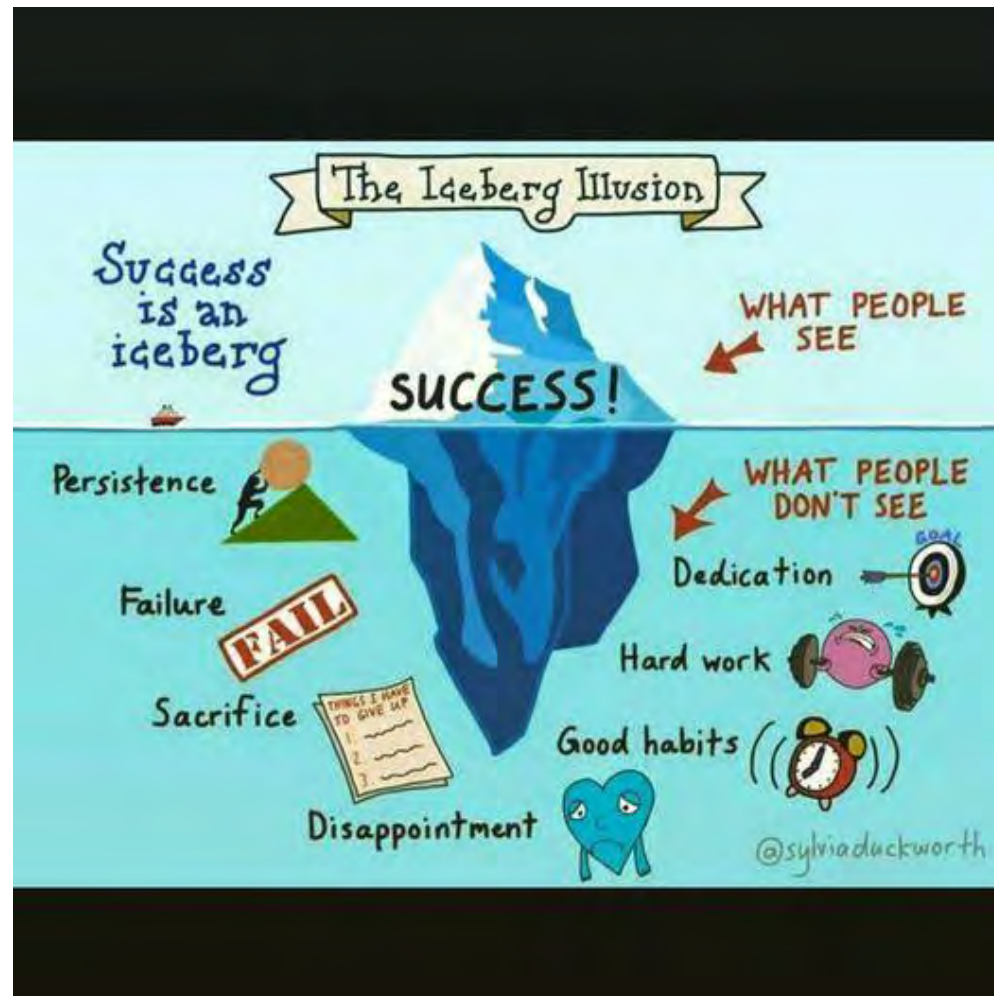 The Iceberg Illusion
Success
is an
iceberg
WHAT PEOPLE
SEE
SUCCESS!
WHAT PEOPLE
DON'T SEE
Persistence
GOAL
Dedication
Failure
FAIL
Hard work
Sacrifice
THINGS I HAVE
TO GIVE UP
1.
2.
3.
Good habits
Disappointment
@sylviaduckworth